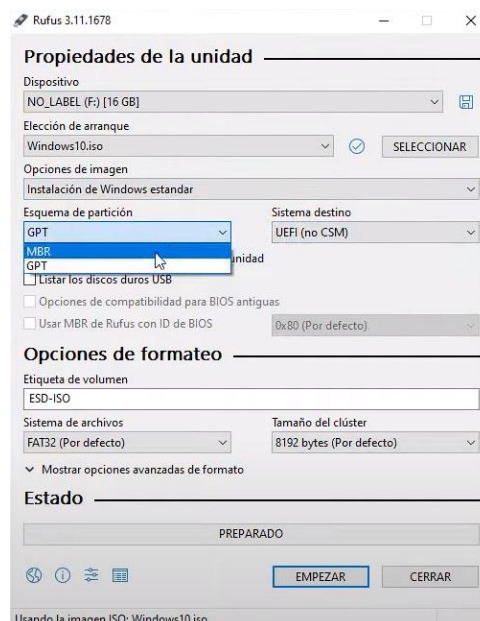 Rufus 3.11.1678
Propiedades de la unidad
Dispositivo
NO_LABEL (F:) [16 GB]
Elección de arranque
Windows10.iso
SELECCIONAR
Opciones de imagen
Instalación de Windows estandar
Esquema de partición
Sistema destino
GPT
UEFI (no CSM)
MBR
GPT
unidad
Listar los discos duros USB
Opciones de compatibilidad para BIOS antiguas
Usar MBR de Rufus con ID de BIOS
0x80 (Por defecto)
Opciones de formateo
Etiqueta de volumen
ESD-ISO
Sistema de archivos
Tamaño del clúster
FAT32 (Por defecto)
8192 bytes (Por defecto)
Mostrar opciones avanzadas de formato
Estado
PREPARADO
EMPEZAR
CERRAR
Usando la imagen ISO: Windows10.iso